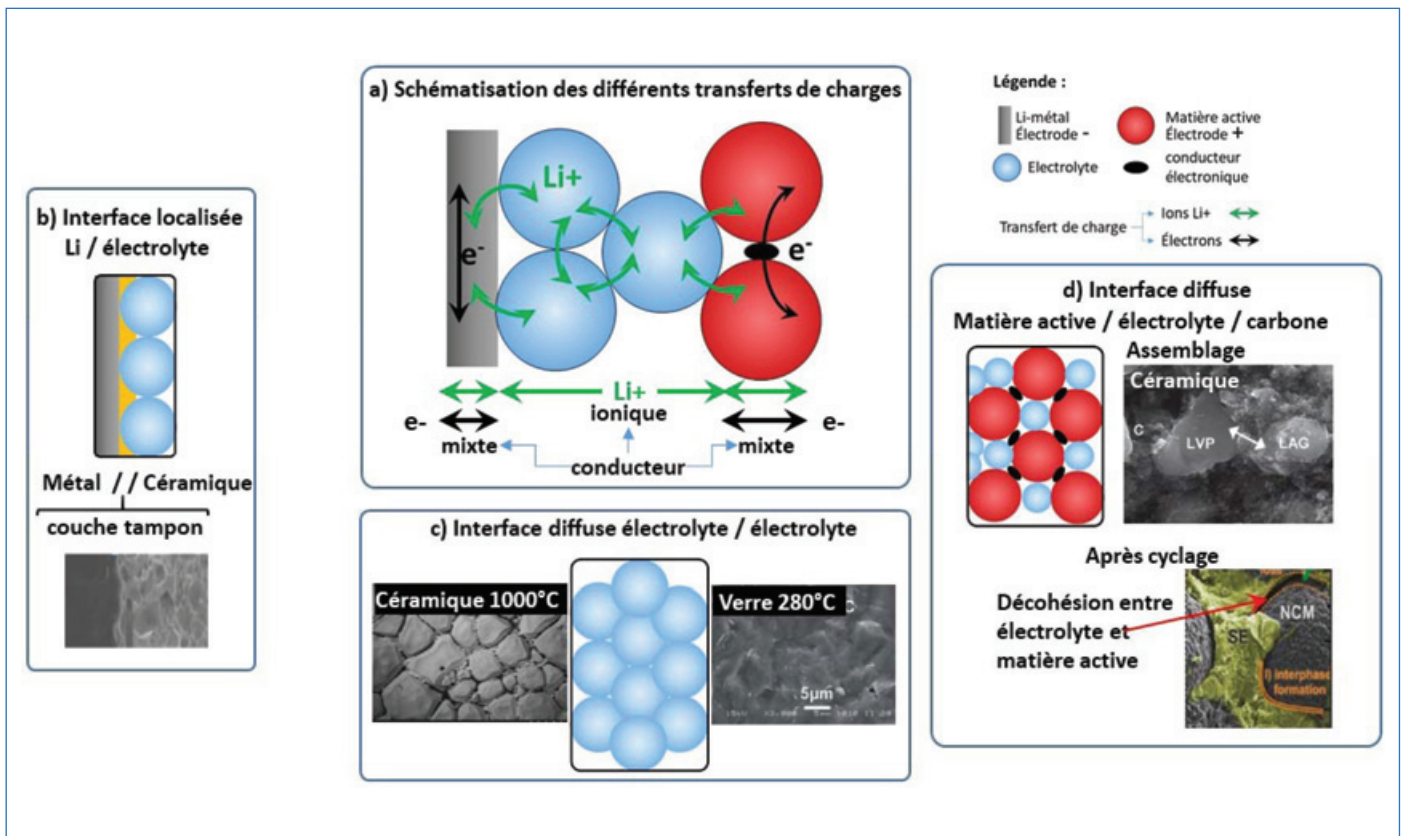 a) Schématisation des différents transferts de charges
Li+
e-
e-
Li+
e-
ionique
e-
mixte
mixte
conducteur
Légende :
Li-métal
Électrode -
Matière active
Électrode +
Electrolyte
conducteur
électronique
Transfert de charge
Ions Li+
Électrons
b) Interface localisée
Li / électrolyte
Métal // Céramique
couche tampon
c) Interface diffuse électrolyte / électrolyte
Céramique 1000°C
Verre 280°C
5µm
d) Interface diffuse
Matière active / électrolyte / carbone
Assemblage
Céramique
C
LVP
LAG
Après cyclage
Décohésion entre
électrolyte et
matière active
NCM
SE
I) interphase
formation